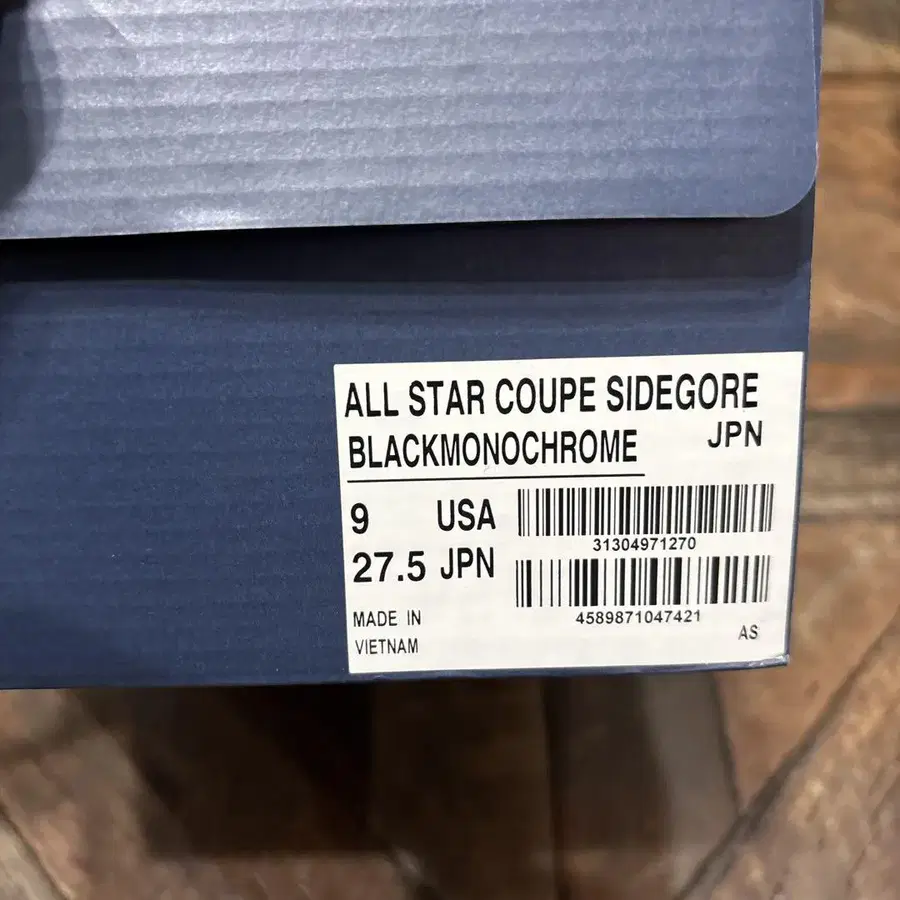 ALL STAR COUPE SIDEGORE
BLACKMONOCHROME JPN
9 USA
31304971270
27.5 JPN
4589871047421
MADE IN
VIETNAM
AS